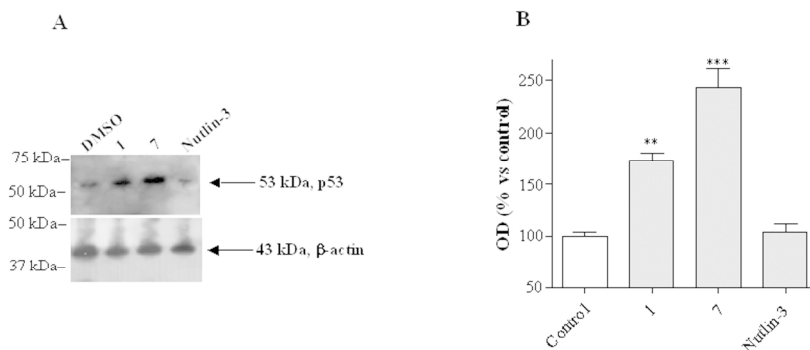 A
DMSO
1
7
Nutlin-3
75 kDa
50 kDa
53 kDa, p53
50 kDa
37 kDa
43 kDa, β-actin
B
OD (% vs control)
250
200
150
100
50
**
***
Control
1
7
Nutlin-3